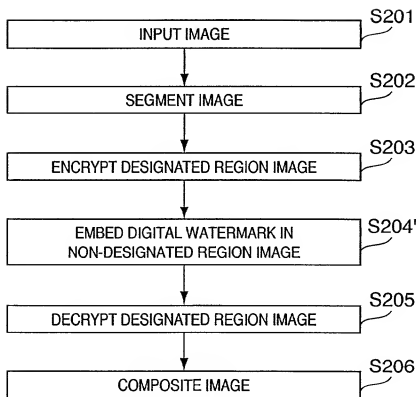 S201
INPUT IMAGE
S202
SEGMENT IMAGE
S203
ENCRYPT DESIGNATED REGION IMAGE
S204'
EMBED DIGITAL WATERMARK IN
NON-DESIGNATED REGION IMAGE
S205
DECRYPT DESIGNATED REGION IMAGE
S206
COMPOSITE IMAGE